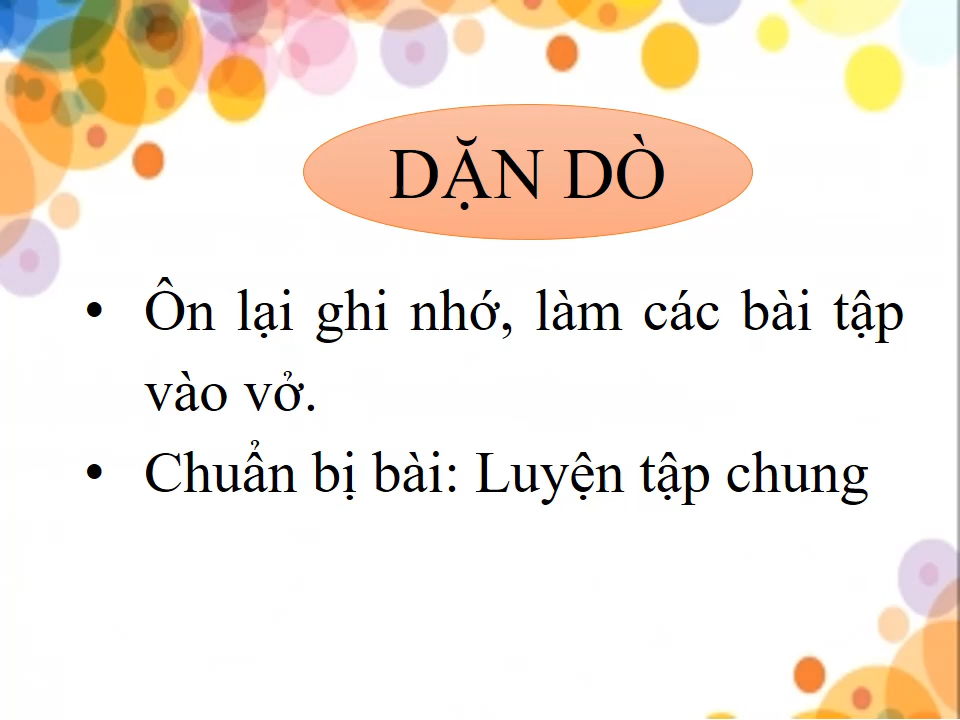 DẶN DÒ
• Ôn lại ghi nhớ, làm các bài tập
vào vở.
• Chuẩn bị bài: Luyện tập chung